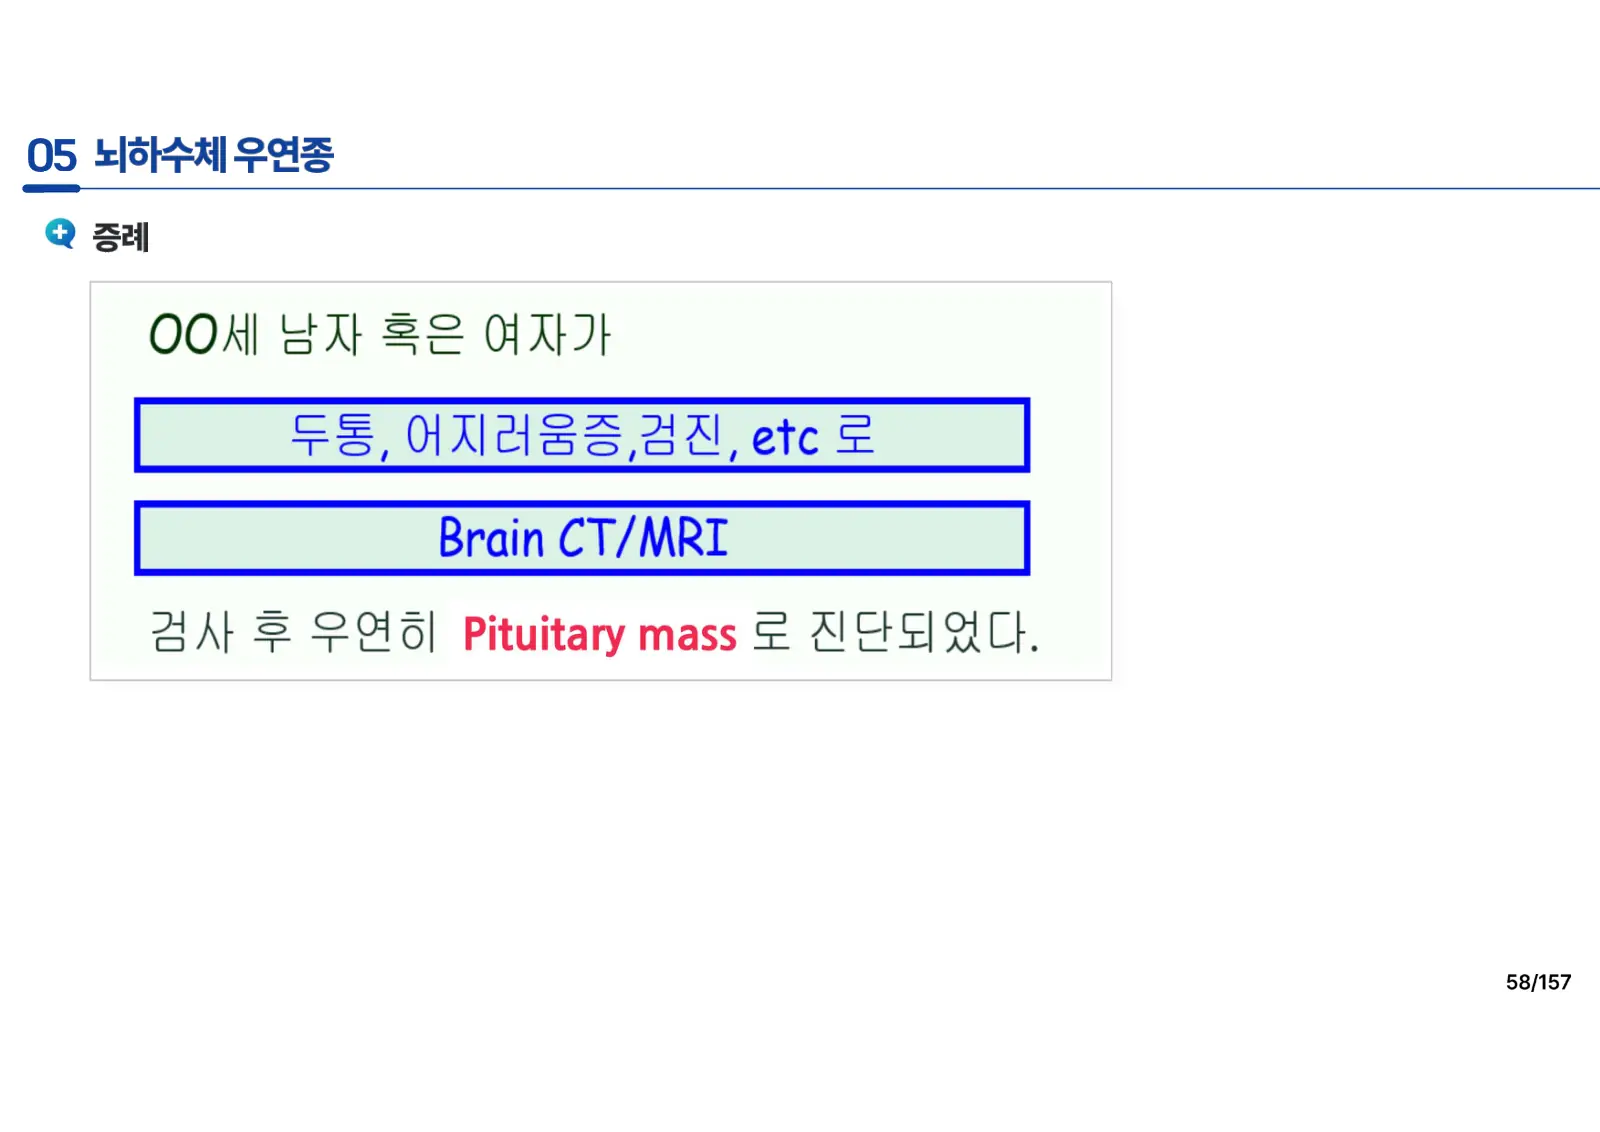 05 뇌하수체 우연종
증례
OO세 남자 혹은 여자가
두통, 어지러움증,검진, etc 로
Brain CT/MRI
검사 후 우연히 Pituitary mass 로 진단되었다.
58/157